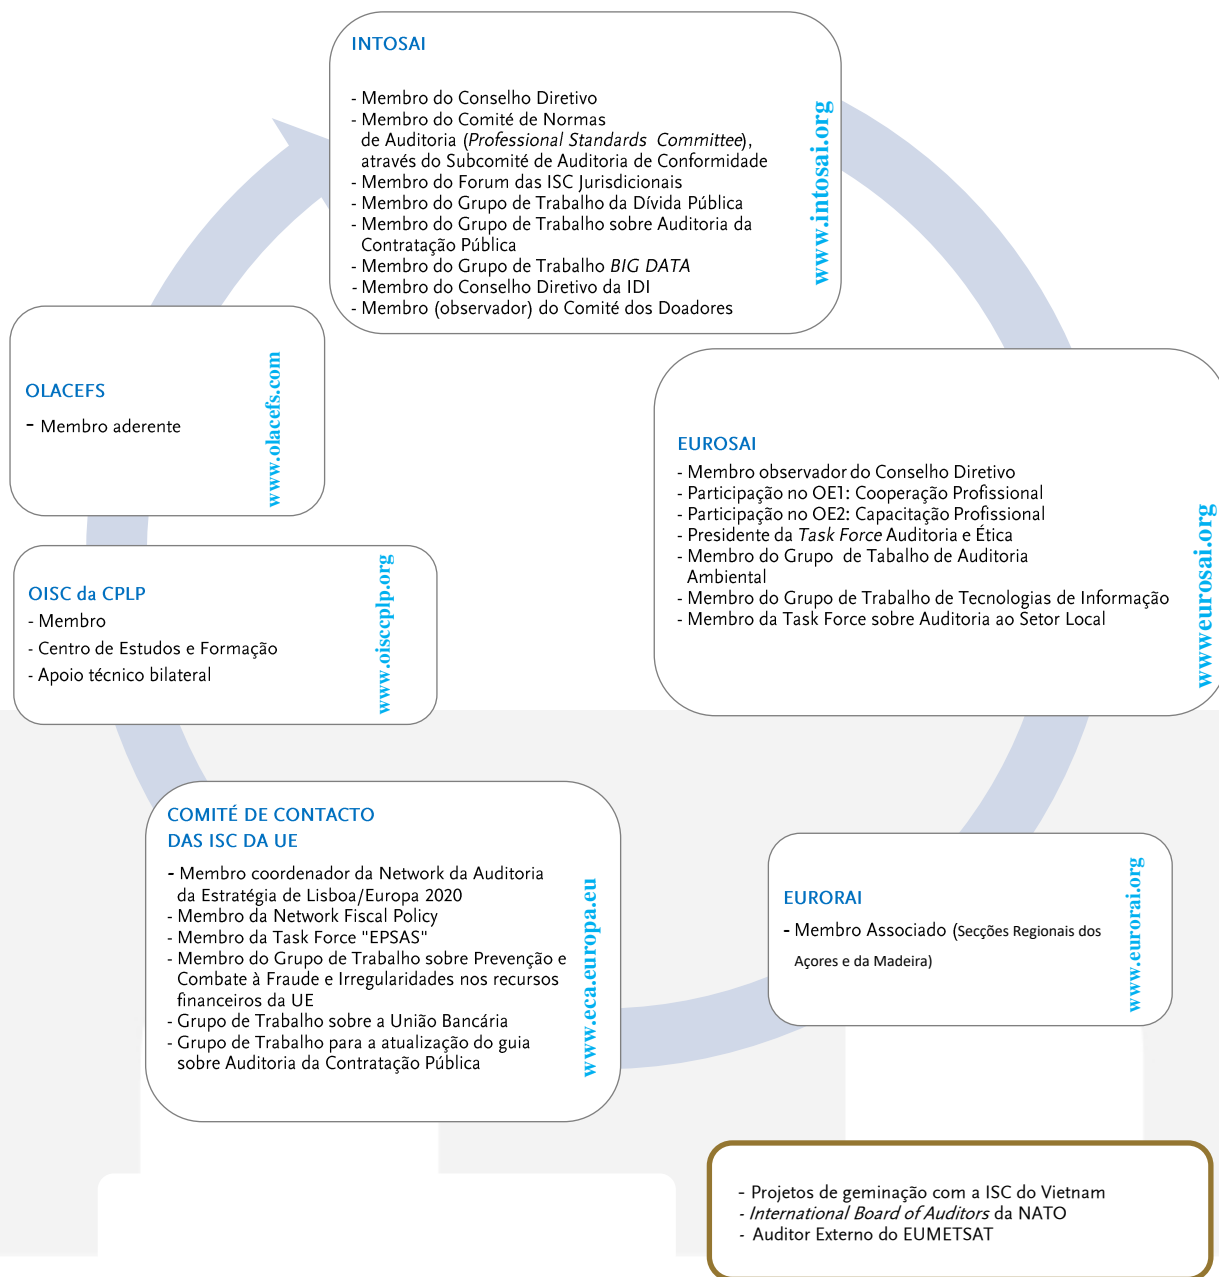 INTOSAI
- Membro do Conselho Diretivo
- Membro do Comité de Normas
de Auditoria (Professional Standards Committee),
através do Subcomité de Auditoria de Conformidade
- Membro do Forum das ISC Jurisdicionais
- Membro do Grupo de Trabalho da Dívida Pública
- Membro do Grupo de Trabalho sobre Auditoria da
Contratação Pública
- Membro do Grupo de Trabalho BIG DATA
- Membro do Conselho Diretivo da IDI
- Membro (observador) do Comité dos Doadores
www.intosai.org
EUROSAI
- Membro observador do Conselho Diretivo
- Participação no OE1: Cooperação Profissional
- Participação no OE2: Capacitação Profissional
- Presidente da Task Force Auditoria e Ética
- Membro do Grupo de Tabalho de Auditoria
Ambiental
- Membro do Grupo de Trabalho de Tecnologias de Informação
- Membro da Task Force sobre Auditoria ao Setor Local
wwweurosai.org
EURORAI
- Membro Associado (Secções Regionais dos
Açores e da Madeira)
www.eurorai.org
COMITÉ DE CONTACTO
DAS ISC DA UE
- Membro coordenador da Network da Auditoria
da Estratégia de Lisboa/Europa 2020
- Membro da Network Fiscal Policy
- Membro da Task Force "EPSAS"
- Membro do Grupo de Trabalho sobre Prevenção e
Combate à Fraude e Irregularidades nos recursos
financeiros da UE
- Grupo de Trabalho sobre a União Bancária
- Grupo de Trabalho para a atualização do guia
sobre Auditoria da Contratação Pública
www.eca.europa.eu
OISC da CPLP
- Membro
- Centro de Estudos e Formação
- Apoio técnico bilateral
www.oisccplp.org
OLACEFS
- Membro aderente
www.olacefs.com
- Projetos de geminação com a ISC do Vietnam
- International Board of Auditors da NATO
- Auditor Externo do EUMETSAT